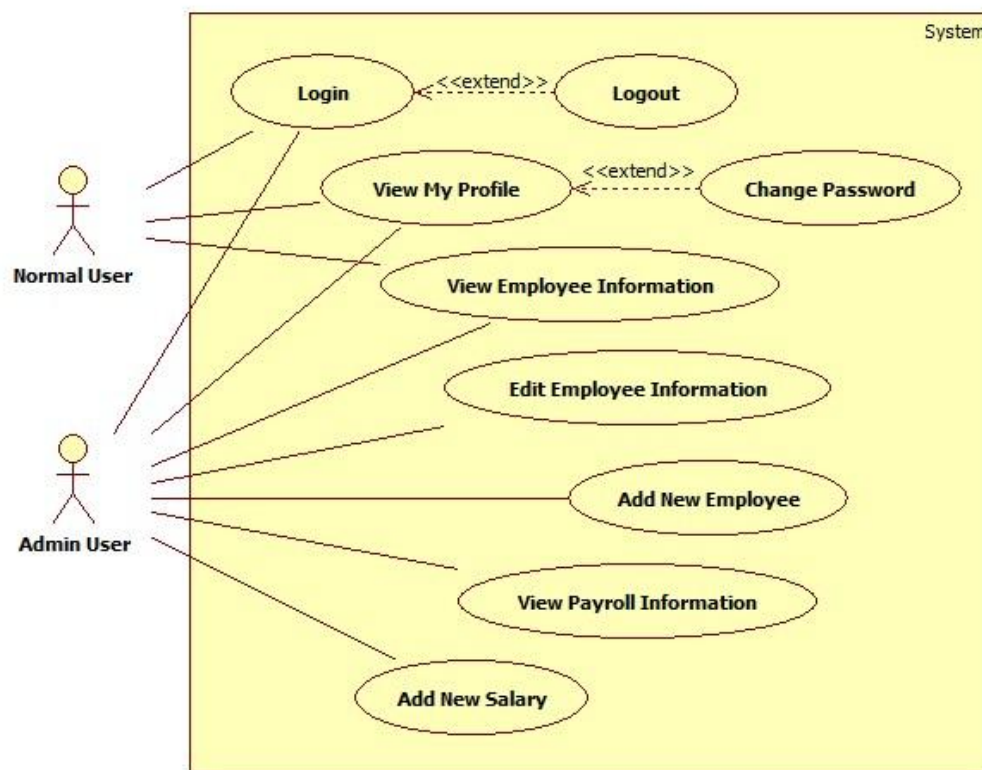 System
Login
<<extend>>
Logout
View My Profile
<<extend>>
Change Password
Normal User
View Employee Information
Edit Employee Information
Admin User
Add New Employee
View Payroll Information
Add New Salary